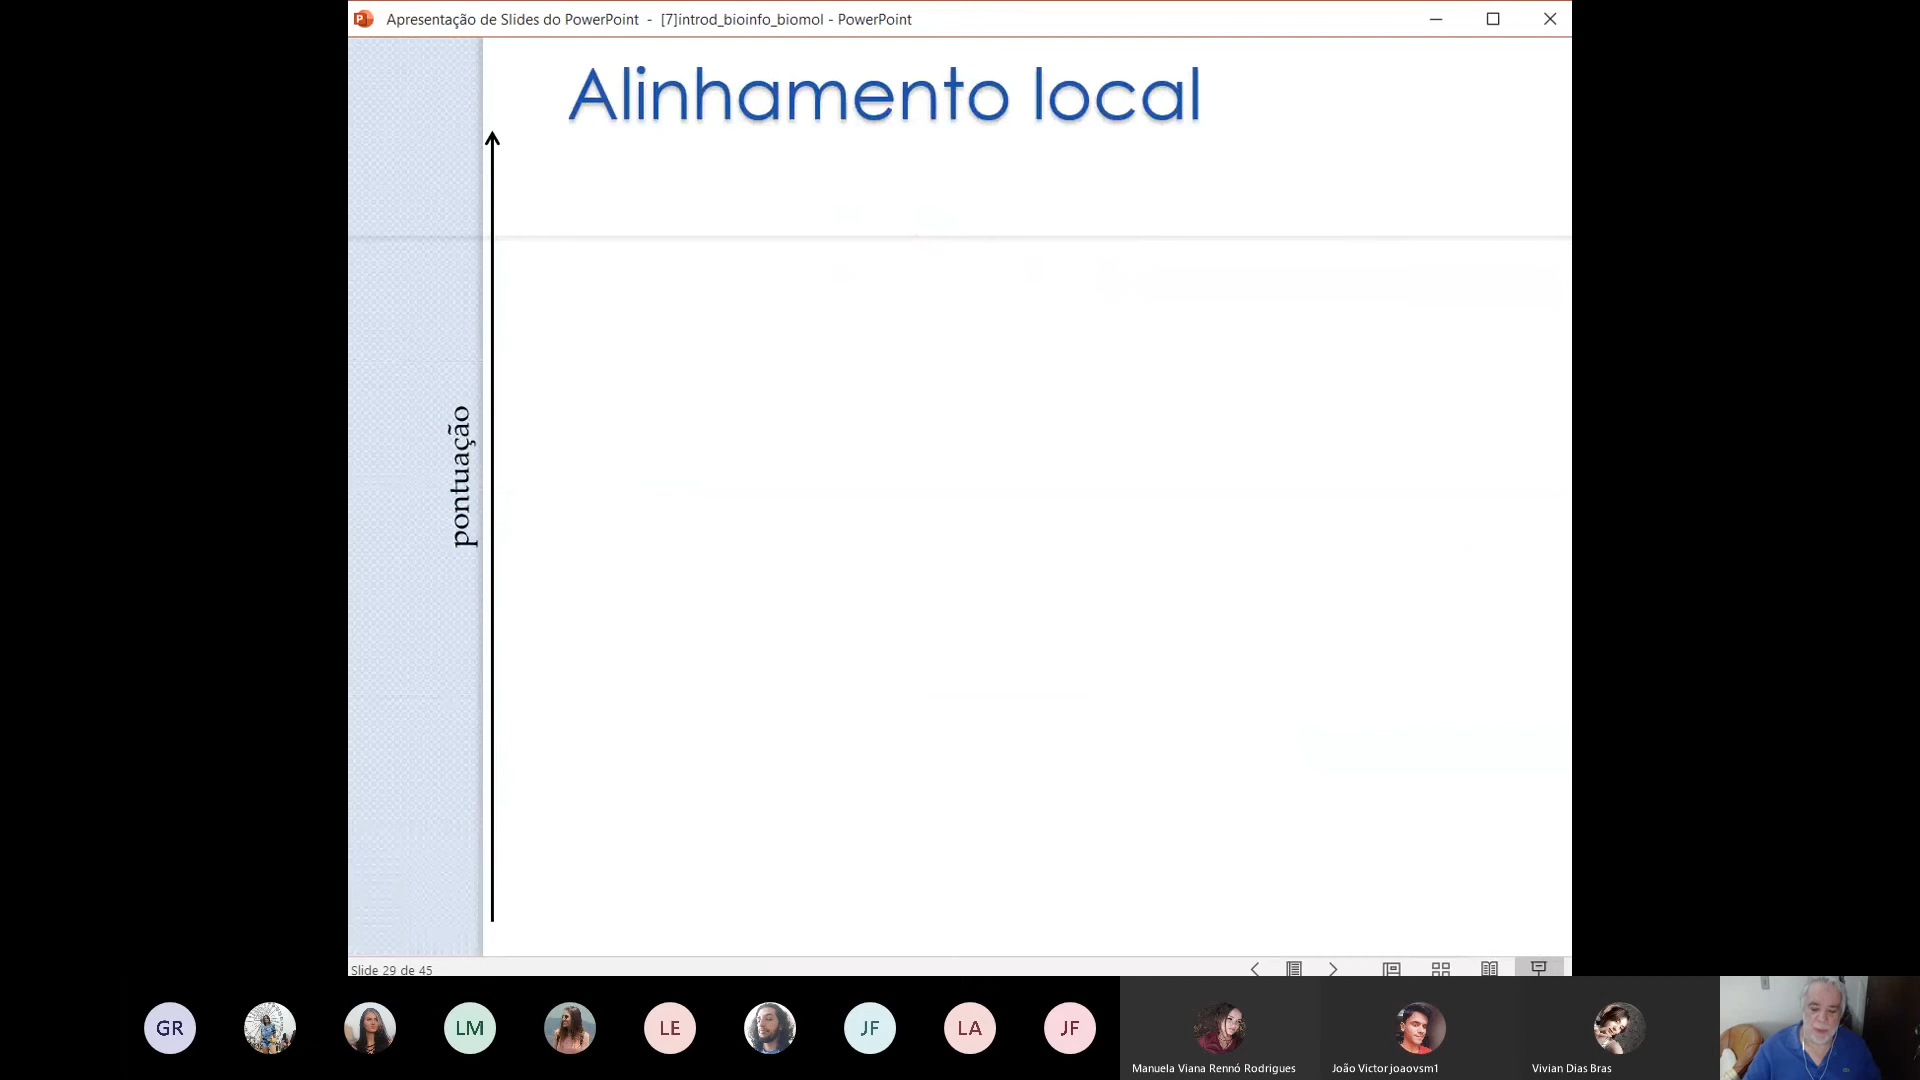 Apresentação de Slides do PowerPoint - [7]introd_bioinfo_biomol - PowerPoint
Alinhamento local
pontuação
Slide 29 de 45
GR
LM
LE
JF
LA
JF
Manuela Viana Rennó Rodrigues
João Victor joaovsm1
Vivian Dias Bras